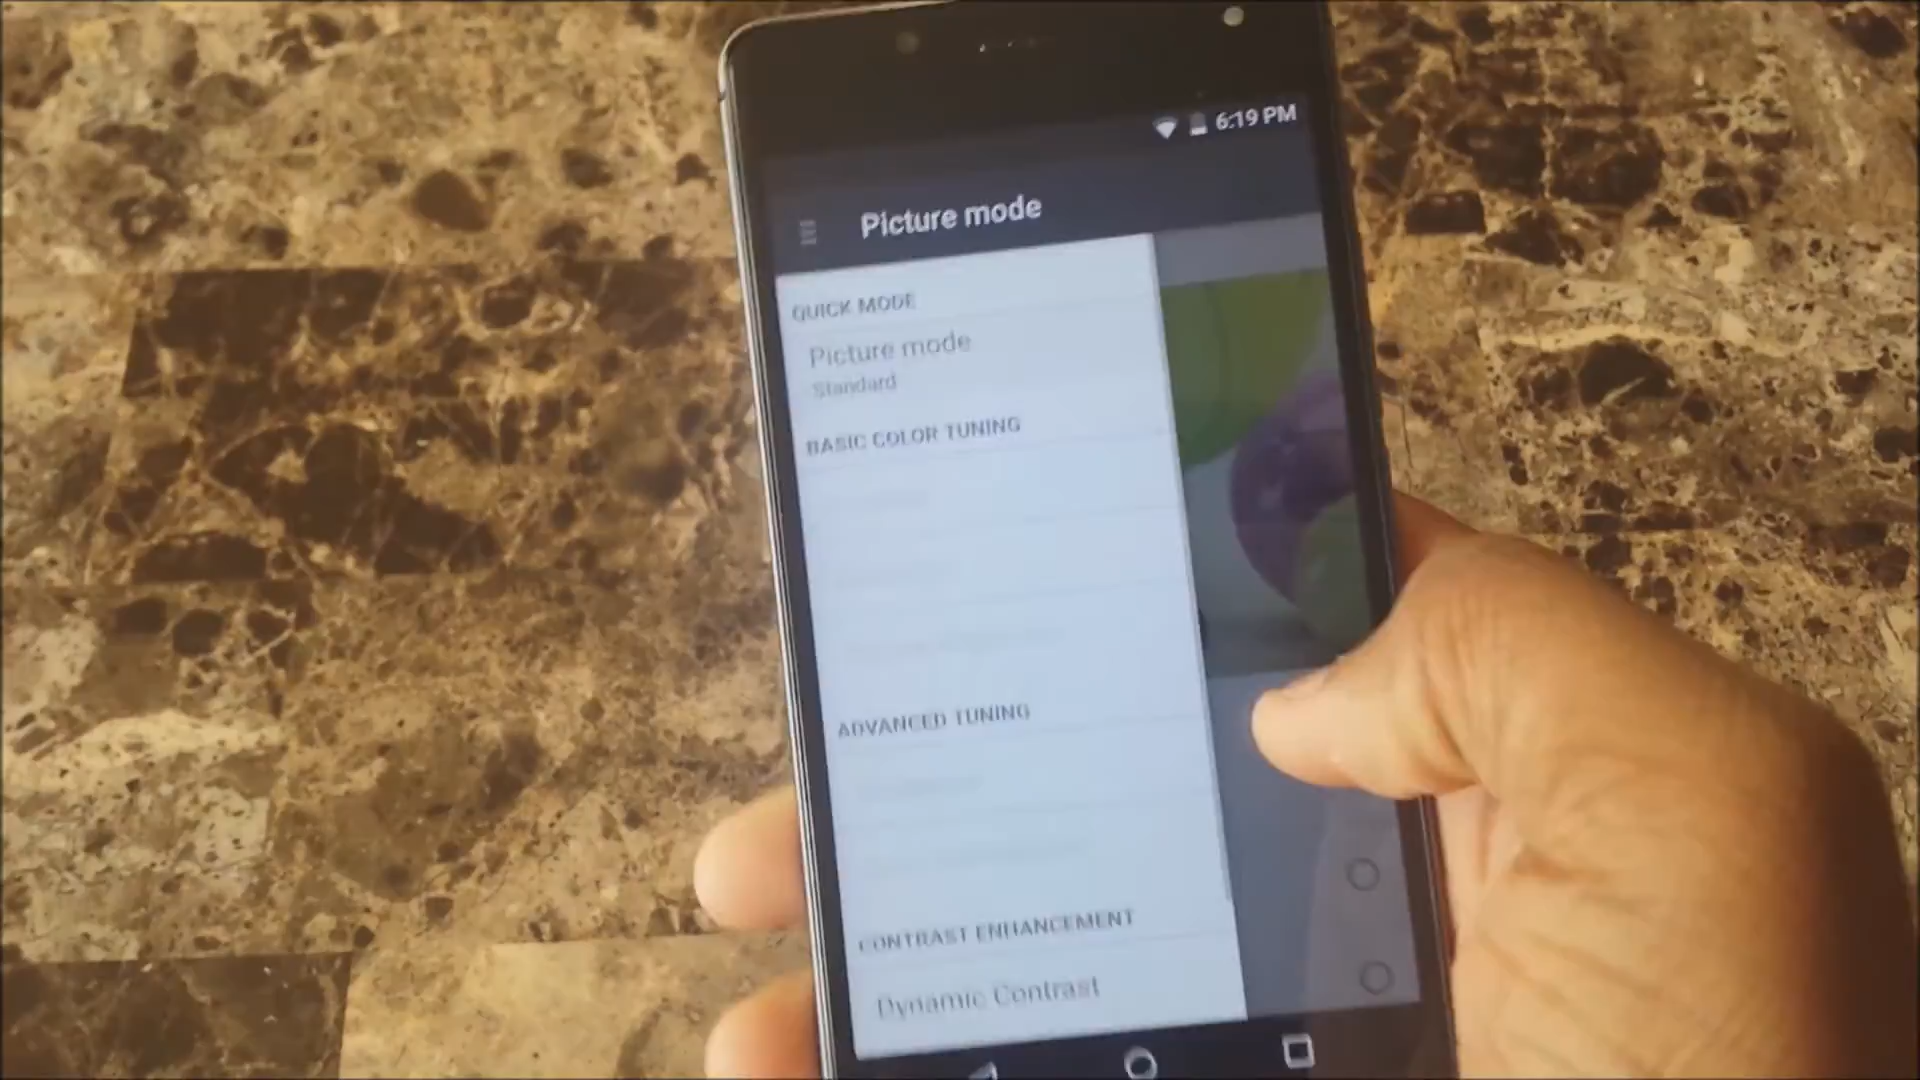 6:19 PM
Picture mode
QUICK MODE
Picture mode
Standard
BASIC COLOR TUNING
ADVANCED TUNING
CONTRAST ENHANCEMENT
Dynamic Contrast